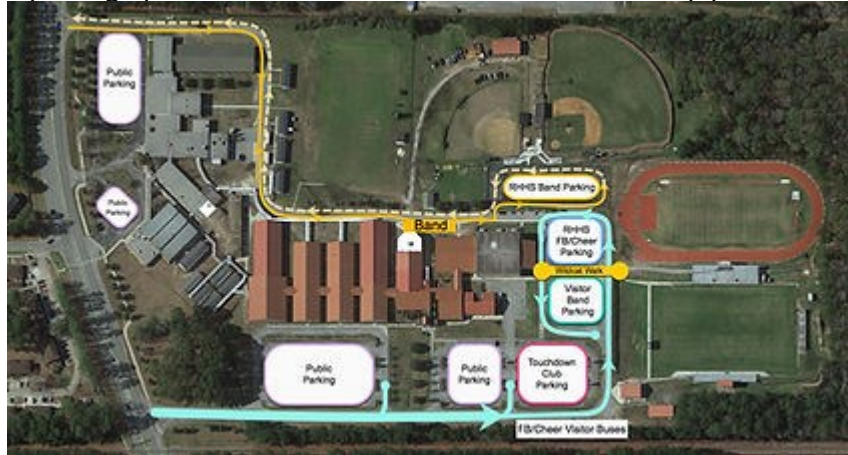 Public
Parking
Public
Parking
RHHS Band Parking
Band
RHHS
FB/Cheer
Parking
Wildcat Walk
Visitor
Band
Parking
Public
Parking
Public
Parking
Touchdown
Club
Parking
FB/Cheer Visitor Buses